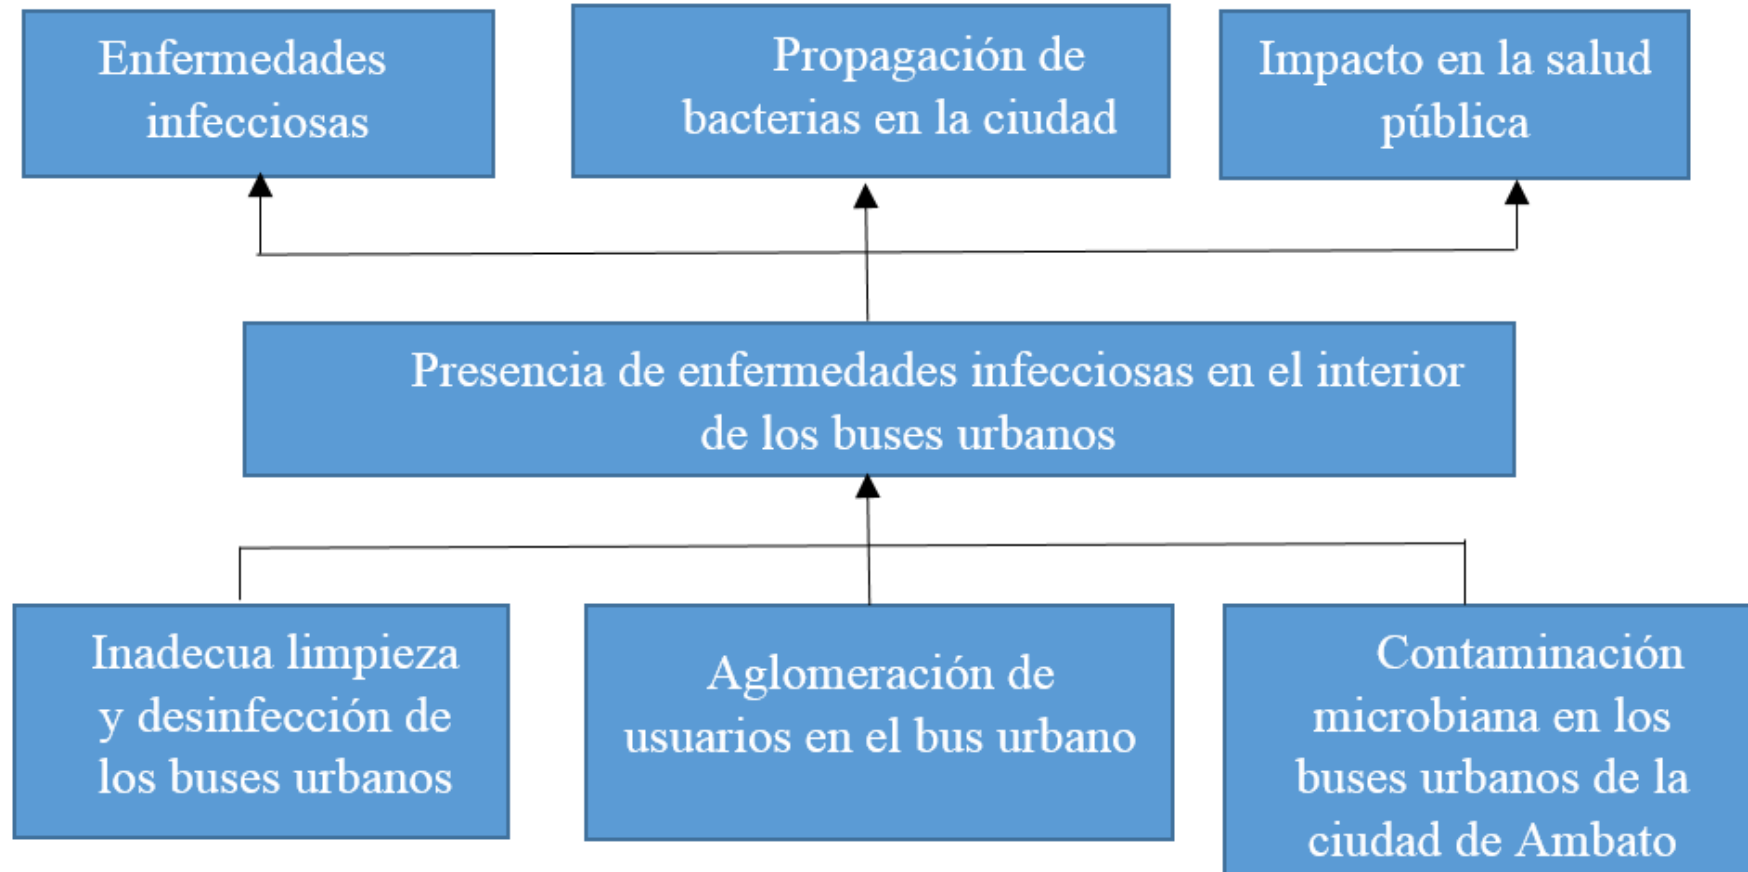 Enfermedades
infecciosas
Propagación de
bacterias en la ciudad
Impacto en la salud
pública
Presencia de enfermedades infecciosas en el interior
de los buses urbanos
Inadecua limpieza
y desinfección de
los buses urbanos
Aglomeración de
usuarios en el bus urbano
Contaminación
microbiana en los
buses urbanos de la
ciudad de Ambato